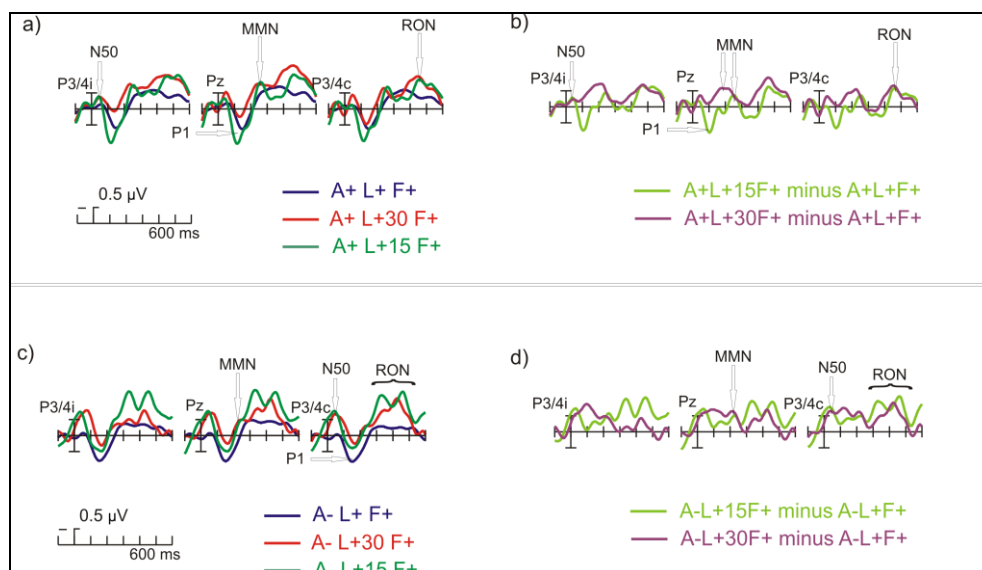 a)
N50
MMN
RON
P3/4i
Pz
P3/4c
P1
0.5 µV
600 ms
A+ L+ F+
A+ L+30 F+
A+ L+15 F+
b)
N50
MMN
RON
P3/4i
Pz
P3/4c
P1
A+L+15F+ minus A+L+F+
A+L+30F+ minus A+L+F+
c)
MMN
N50
RON
P3/4i
Pz
P3/4c
P1
0.5 µV
600 ms
A- L+ F+
A- L+30 F+
A- L+15 F+
d)
MMN
N50
RON
P3/4i
Pz
P3/4c
A-L+15F+ minus A-L+F+
A-L+30F+ minus A-L+F+